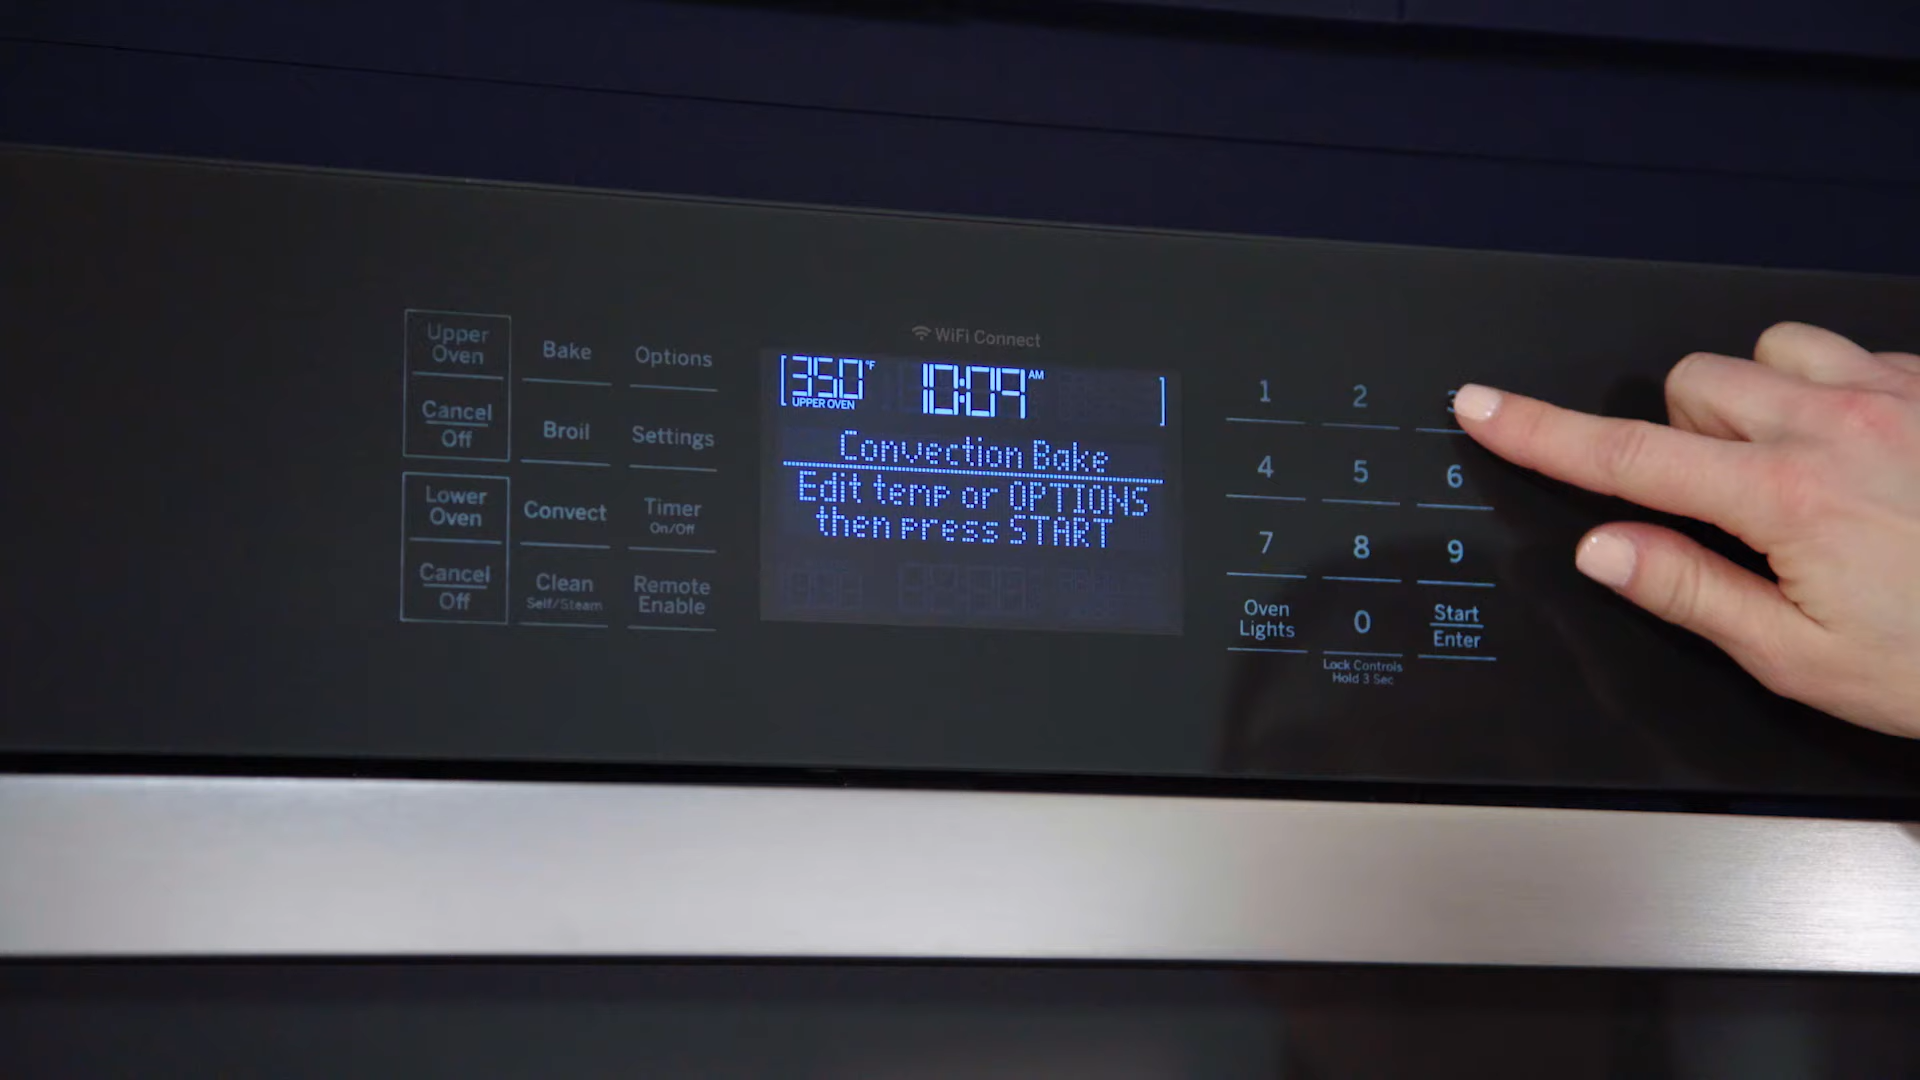 WiFi Connect
350°F
UPPER OVEN
10:09 AM
Convection Bake
Edit temp or OPTIONS
then press START
Upper
Oven
Cancel
Off
Lower
Oven
Cancel
Off
Bake
Broil
Convect
Clean
Self/Steam
Options
Settings
Timer
On/Off
Remote
Enable
1 2 3
4 5 6
7 8 9
Oven
Lights
0
Lock Controls
Hold 3 Sec
Start
Enter